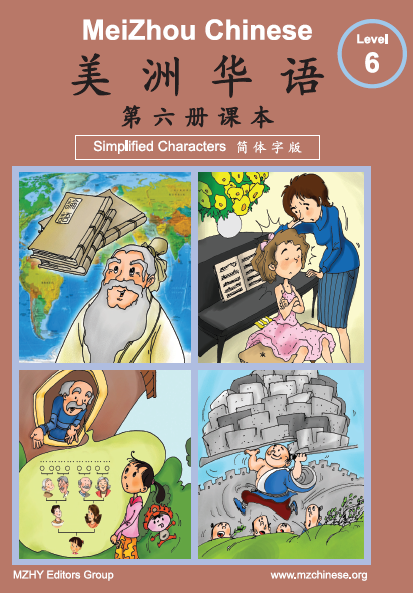 MeiZhou Chinese
Level
6
美洲华语
第六册课本
Simplified Characters 简体字版
MZHY Editors Group
www.mzchinese.org